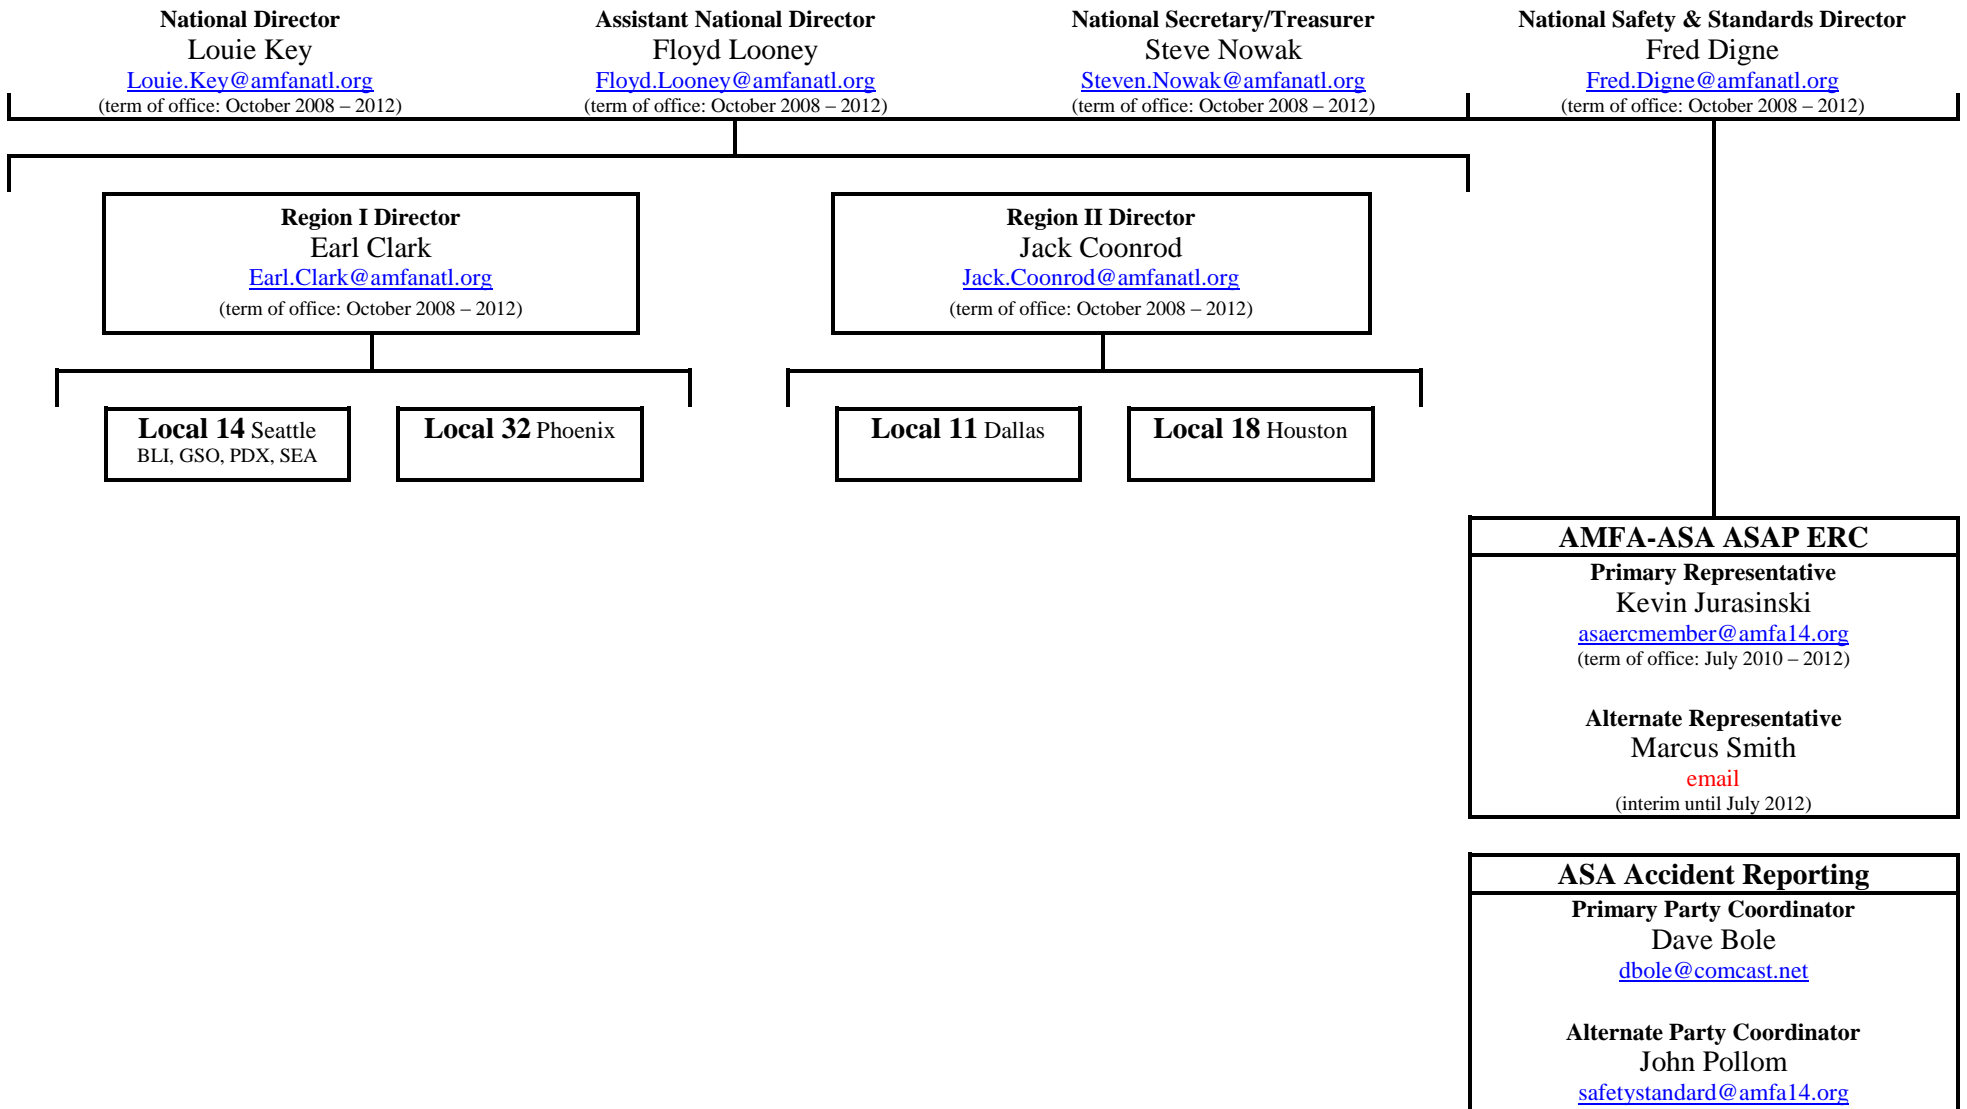 National Director
Louie Key
Louie.Key@amfanatl.org
(term of office: October 2008 – 2012)
Assistant National Director
Floyd Looney
Floyd.Looney@amfanatl.org
(term of office: October 2008 – 2012)
National Secretary/Treasurer
Steve Nowak
Steven.Nowak@amfanatl.org
(term of office: October 2008 – 2012)
National Safety & Standards Director
Fred Digne
Fred.Digne@amfanatl.org
(term of office: October 2008 – 2012)
Region I Director
Earl Clark
Earl.Clark@amfanatl.org
(term of office: October 2008 – 2012)
Region II Director
Jack Coonrod
Jack.Coonrod@amfanatl.org
(term of office: October 2008 – 2012)
Local 14 Seattle
BLI, GSO, PDX, SEA
Local 32 Phoenix
Local 11 Dallas
Local 18 Houston
AMFA-ASA ASAP ERC
Primary Representative
Kevin Jurasinski
asaercmember@amfa14.org
(term of office: July 2010 – 2012)
Alternate Representative
Marcus Smith
email
(interim until July 2012)
ASA Accident Reporting
Primary Party Coordinator
Dave Bole
dbole@comcast.net
Alternate Party Coordinator
John Pollom
safetystandard@amfa14.org